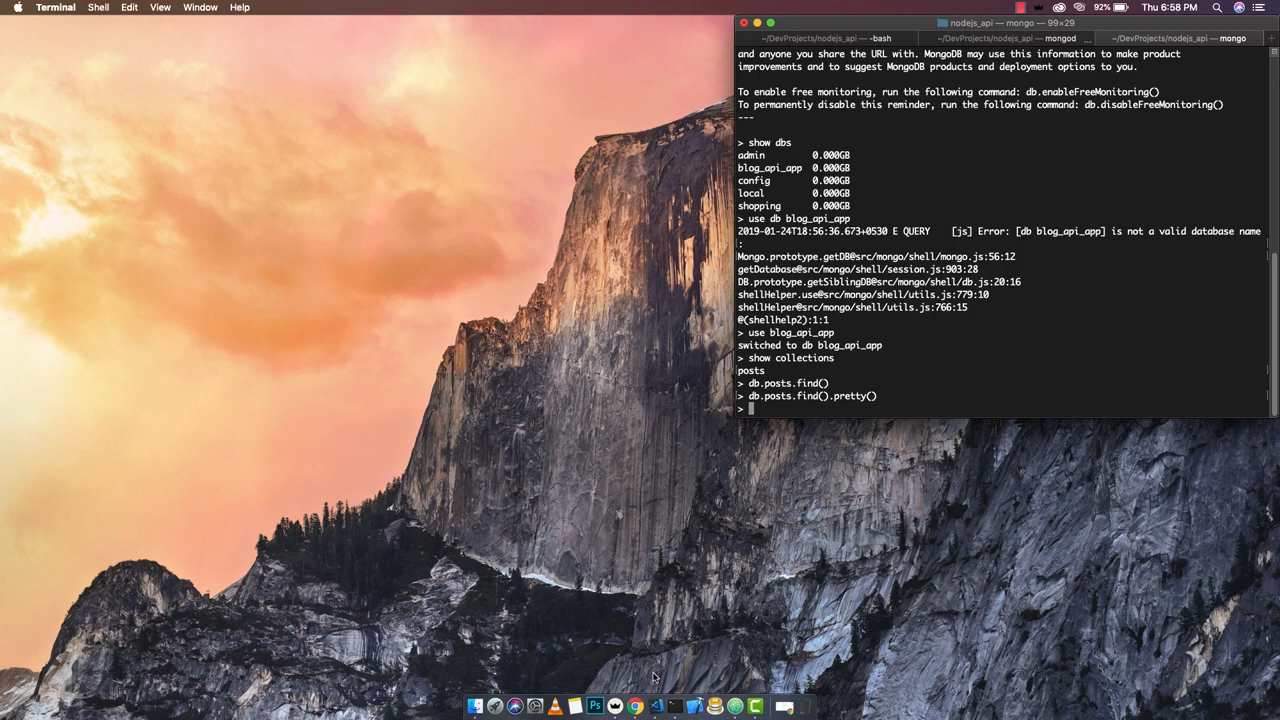 Terminal Shell Edit View Window Help 92% Thu 6:58 PM
nodejs_api — mongo — 99×29
~/DevProjects/nodejs_api — -bash ~/DevProjects/nodejs_api — mongod ... ~/DevProjects/nodejs_api — mongo
and anyone you share the URL with. MongoDB may use this information to make product
improvements and to suggest MongoDB products and deployment options to you.
To enable free monitoring, run the following command: db.enableFreeMonitoring()
To permanently disable this reminder, run the following command: db.disableFreeMonitoring()
---
> show dbs
admin 0.000GB
blog_api_app 0.000GB
config 0.000GB
local 0.000GB
shopping 0.000GB
> use db blog_api_app
2019-01-24T18:56:36.673+0530 E QUERY [js] Error: [db blog_api_app] is not a valid database name
:
Mongo.prototype.getDB@src/mongo/shell/mongo.js:56:12
getDatabase@src/mongo/shell/session.js:903:28
DB.prototype.getSiblingDB@src/mongo/shell/db.js:20:16
shellHelper.use@src/mongo/shell/utils.js:779:10
shellHelper@src/mongo/shell/utils.js:766:15
@(shellhelp2):1:1
> use blog_api_app
switched to db blog_api_app
> show collections
posts
> db.posts.find()
> db.posts.find().pretty()
>
Ps